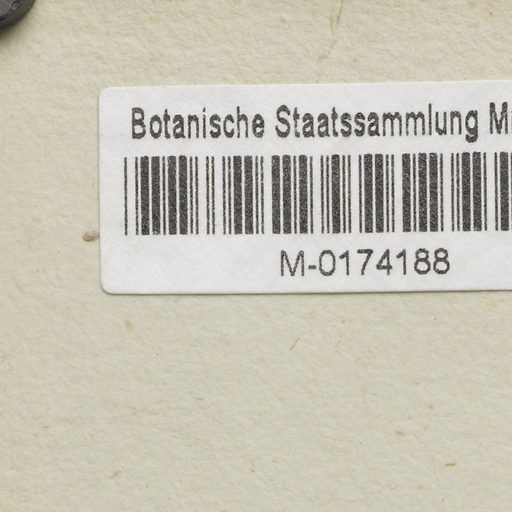 Botanische Staatssammlung
M-0174188